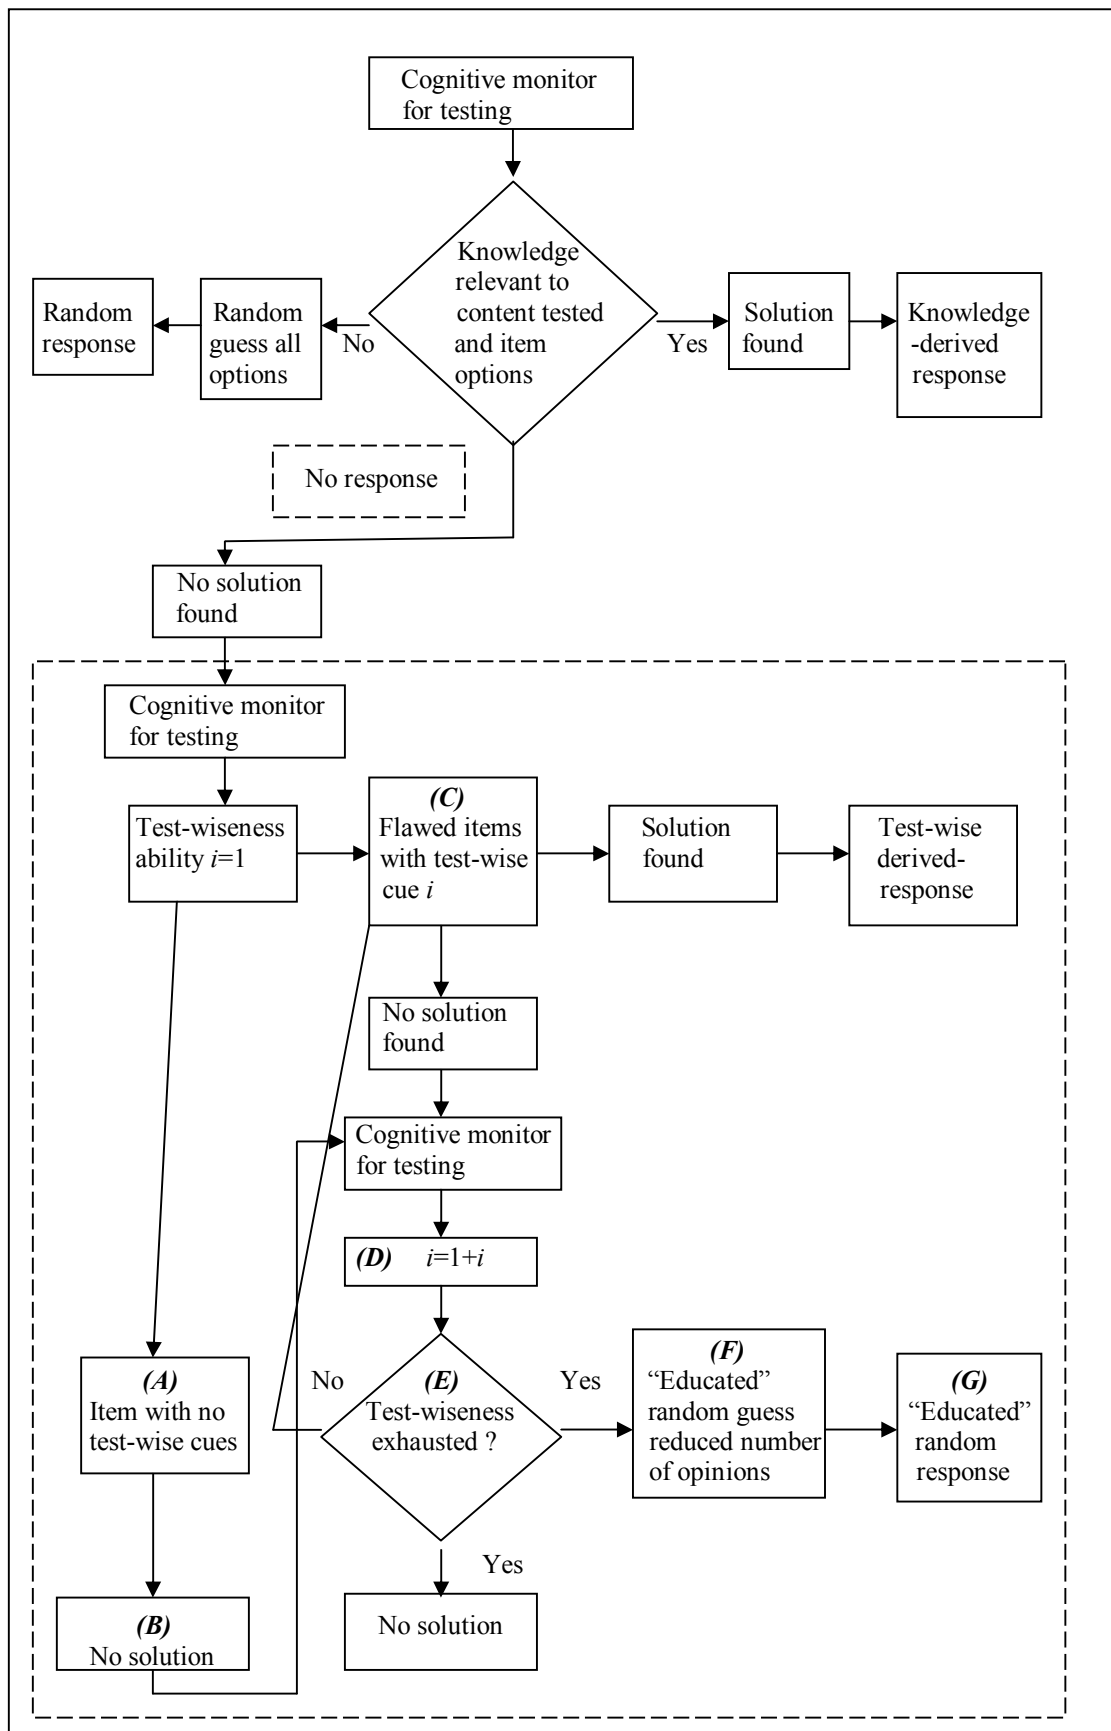 Cognitive monitor
for testing
Knowledge
relevant to
content tested
and item
options
Random
response
Random
guess all
options
No
Yes
Solution
found
Knowledge
-derived
response
No response
No solution
found
Cognitive monitor
for testing
Test-wiseness
ability i=1
(C)
Flawed items
with test-wise
cue i
Solution
found
Test-wise
derived-
response
No solution
found
Cognitive monitor
for testing
(D) i=1+i
(A)
Item with no
test-wise cues
No
(E)
Test-wiseness
exhausted ?
Yes
(F)
“Educated”
random guess
reduced number
of opinions
(G)
“Educated”
random
response
Yes
(B)
No solution
No solution